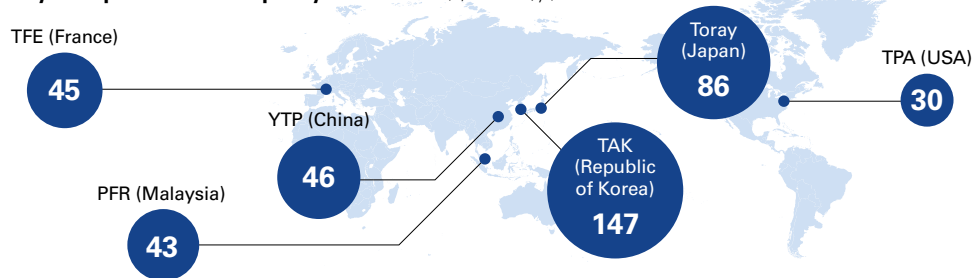 TFE (France)
45
YTP (China)
46
PFR (Malaysia)
43
Toray
(Japan)
86
TAK
(Republic
of Korea)
147
TPA (USA)
30